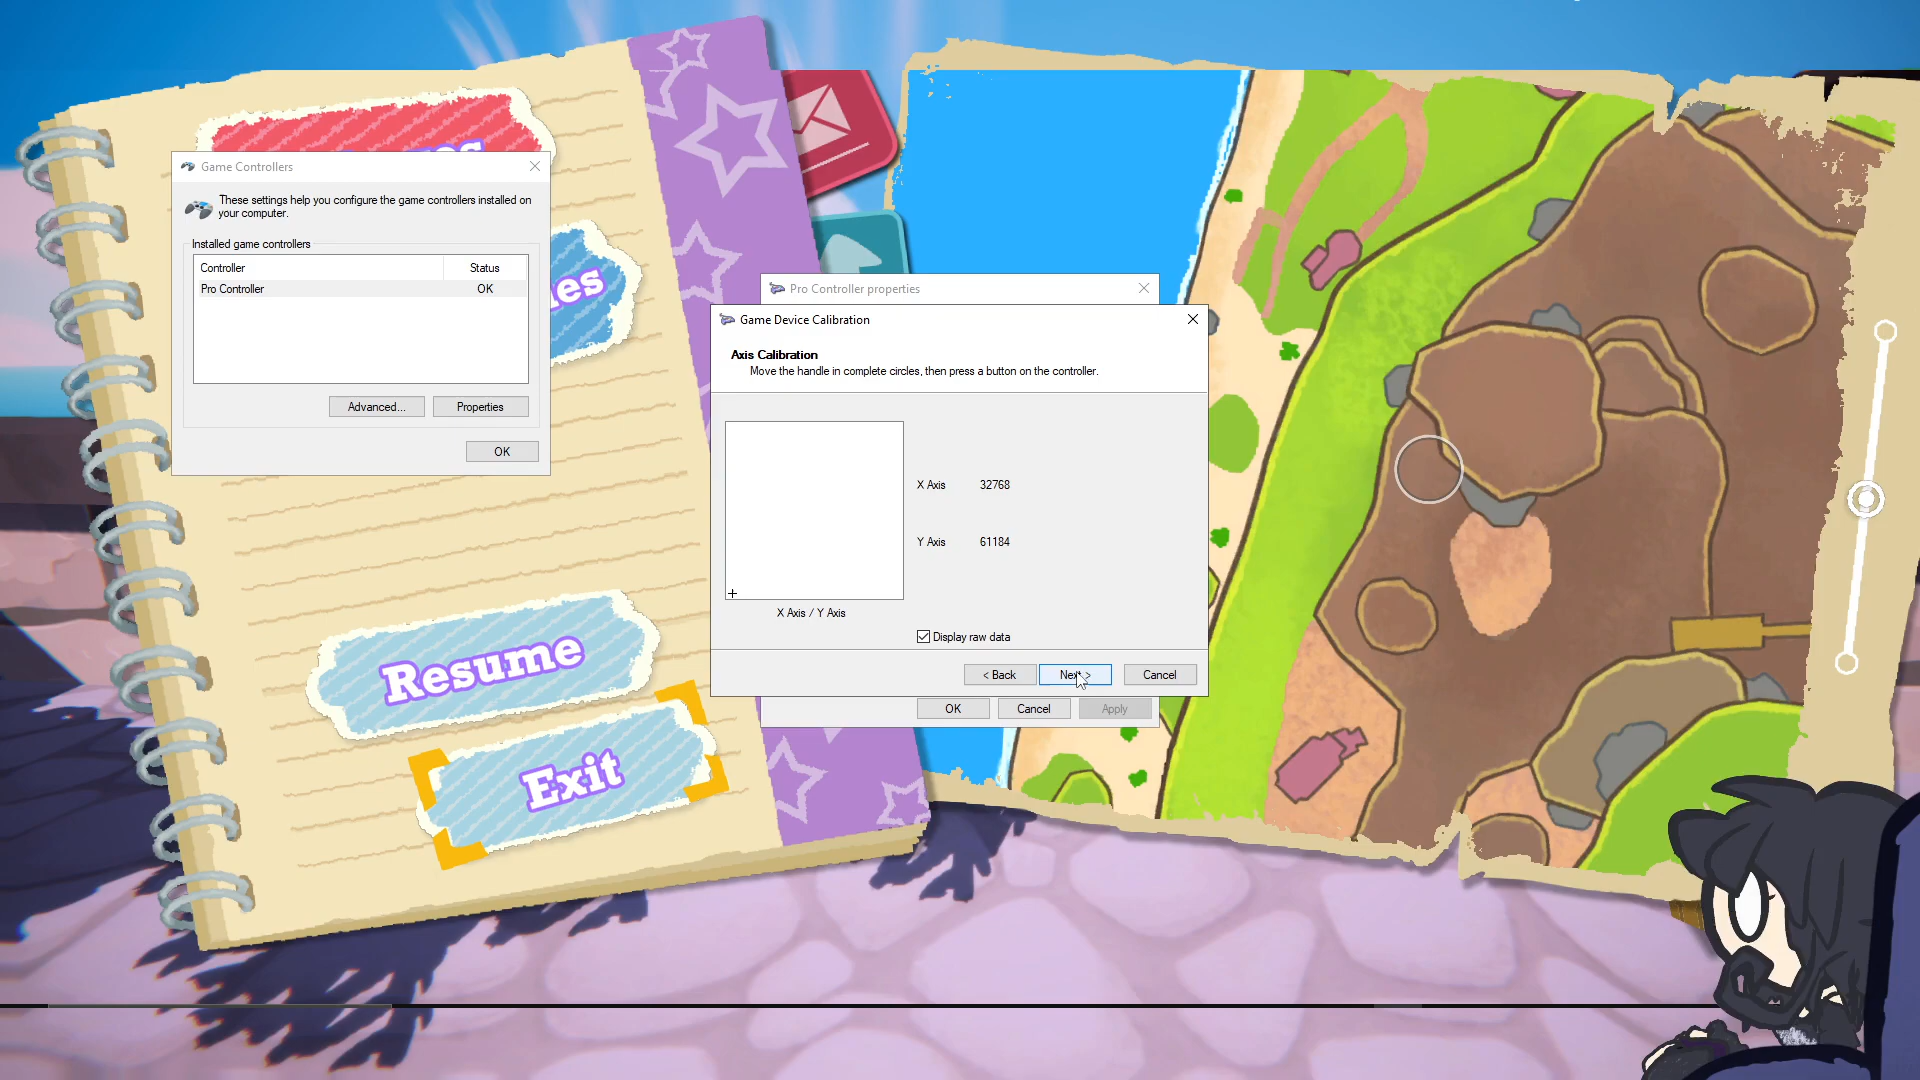 Game Controllers
These settings help you configure the game controllers installed on
your computer.
Installed game controllers
Controller Status
Pro Controller OK
Advanced... Properties
OK
Resume
Exit
Pro Controller properties
Game Device Calibration
Axis Calibration
Move the handle in complete circles, then press a button on the controller.
X Axis 32768
Y Axis 61184
X Axis / Y Axis
Display raw data
< Back Next > Cancel
OK Cancel Apply